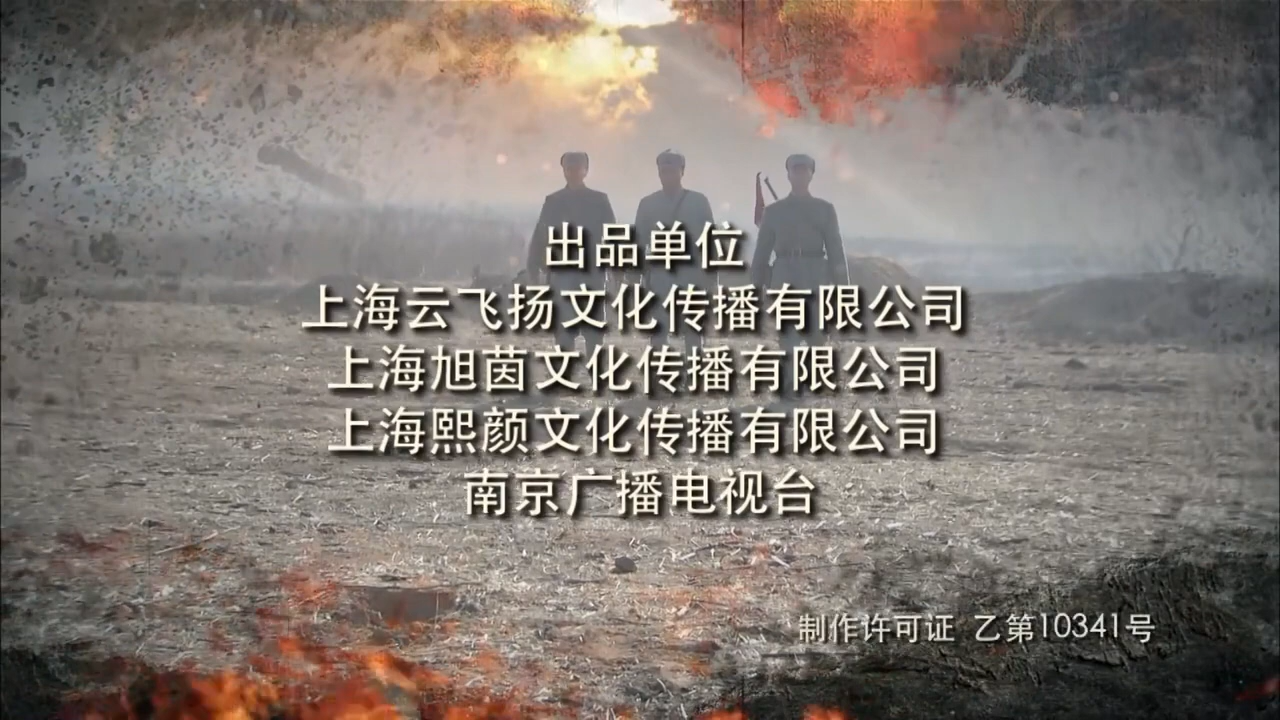 出品单位
上海云飞扬文化传播有限公司
上海旭茵文化传播有限公司
上海熙颜文化传播有限公司
南京广播电视台
制作许可证 乙第10341号